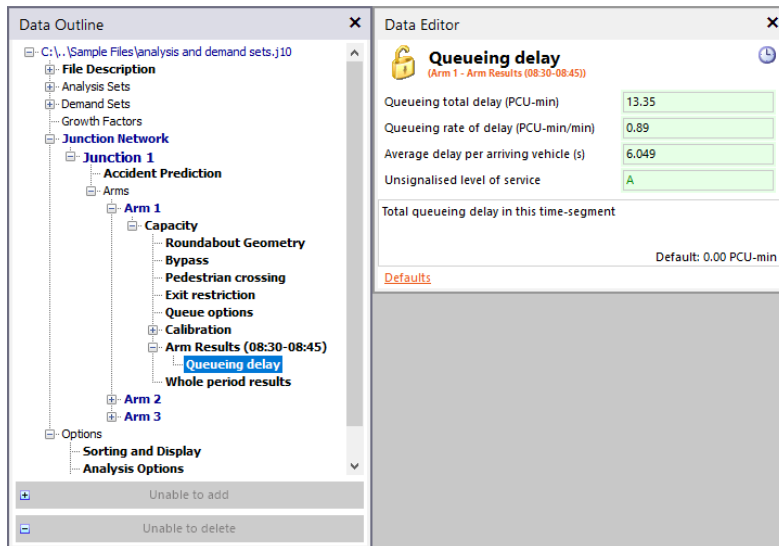 Data Outline
C:\..\Sample Files\analysis and demand sets.j10
File Description
Analysis Sets
Demand Sets
Growth Factors
Junction Network
Junction 1
Accident Prediction
Arms
Arm 1
Capacity
Roundabout Geometry
Bypass
Pedestrian crossing
Exit restriction
Queue options
Calibration
Arm Results (08:30-08:45)
Queueing delay
Whole period results
Arm 2
Arm 3
Options
Sorting and Display
Analysis Options
Unable to add
Unable to delete
Data Editor
Queueing delay
(Arm 1 - Arm Results (08:30-08:45))
Queueing total delay (PCU-min) 13.35
Queueing rate of delay (PCU-min/min) 0.89
Average delay per arriving vehicle (s) 6.049
Unsignalised level of service A
Total queueing delay in this time-segment
Default: 0.00 PCU-min
Defaults